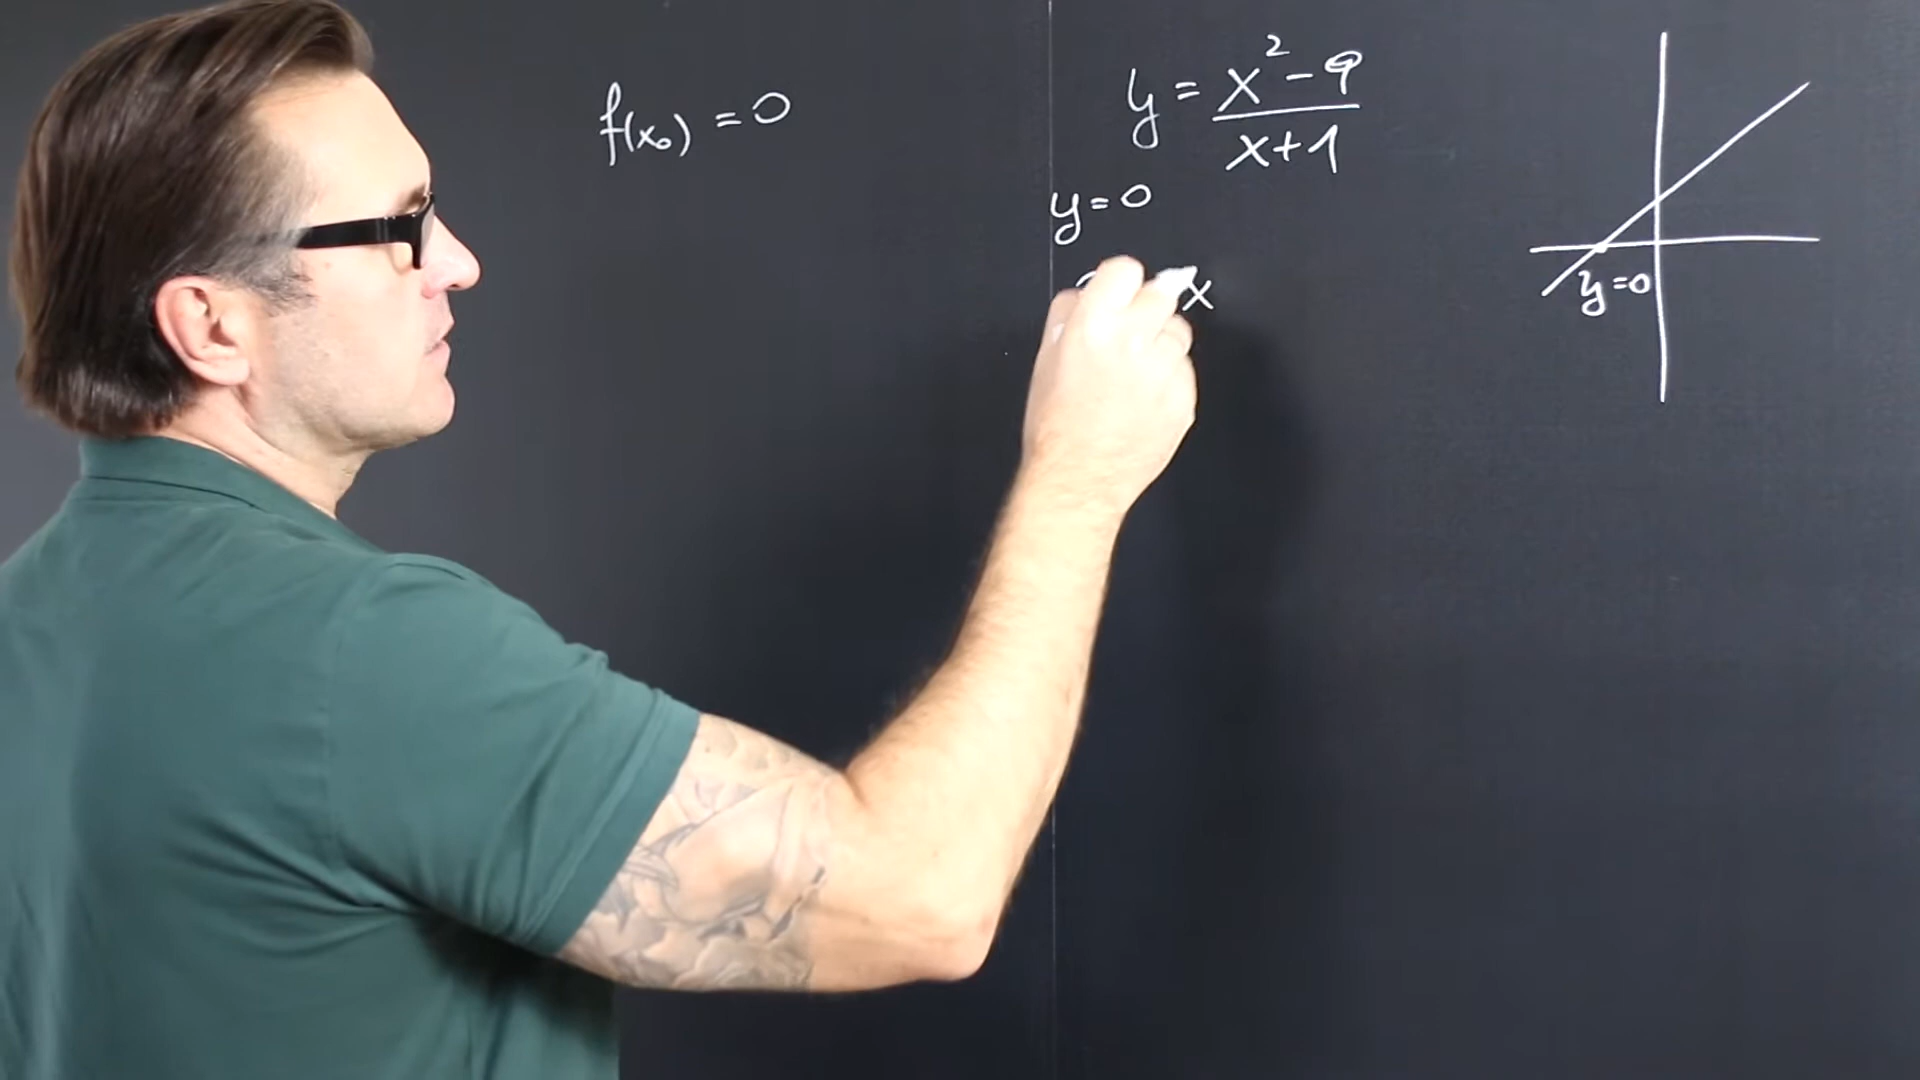 f(x₀) = 0
y = (x² - 9)/(x + 1)
y = 0
x
y = 0